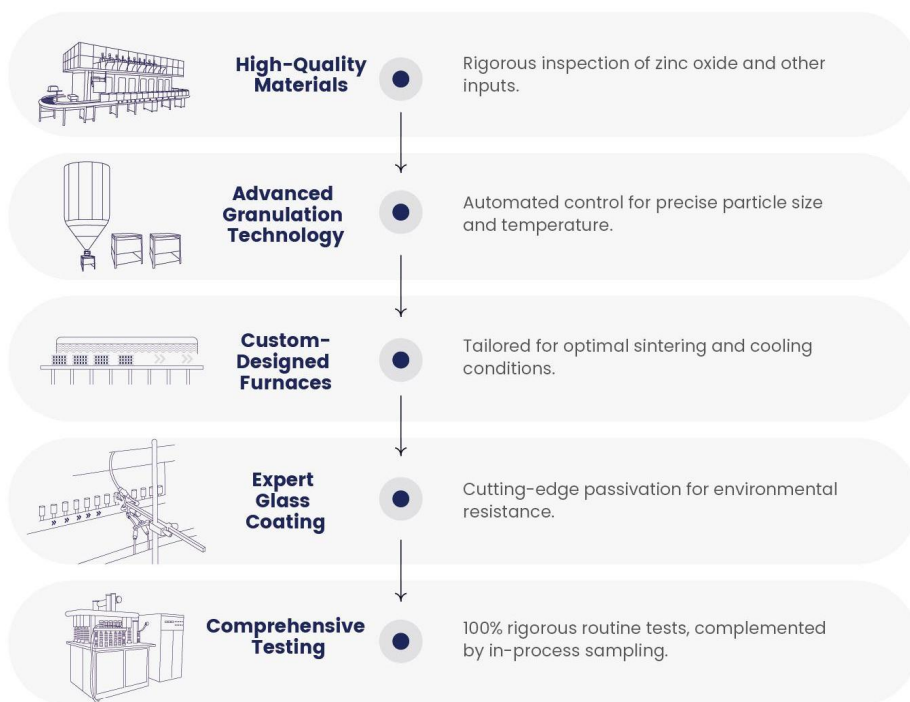 High-Quality
Materials
Rigorous inspection of zinc oxide and other
inputs.
Advanced
Granulation
Technology
Automated control for precise particle size
and temperature.
Custom-
Designed
Furnaces
Tailored for optimal sintering and cooling
conditions.
Expert
Glass
Coating
Cutting-edge passivation for environmental
resistance.
Comprehensive
Testing
100% rigorous routine tests, complemented
by in-process sampling.